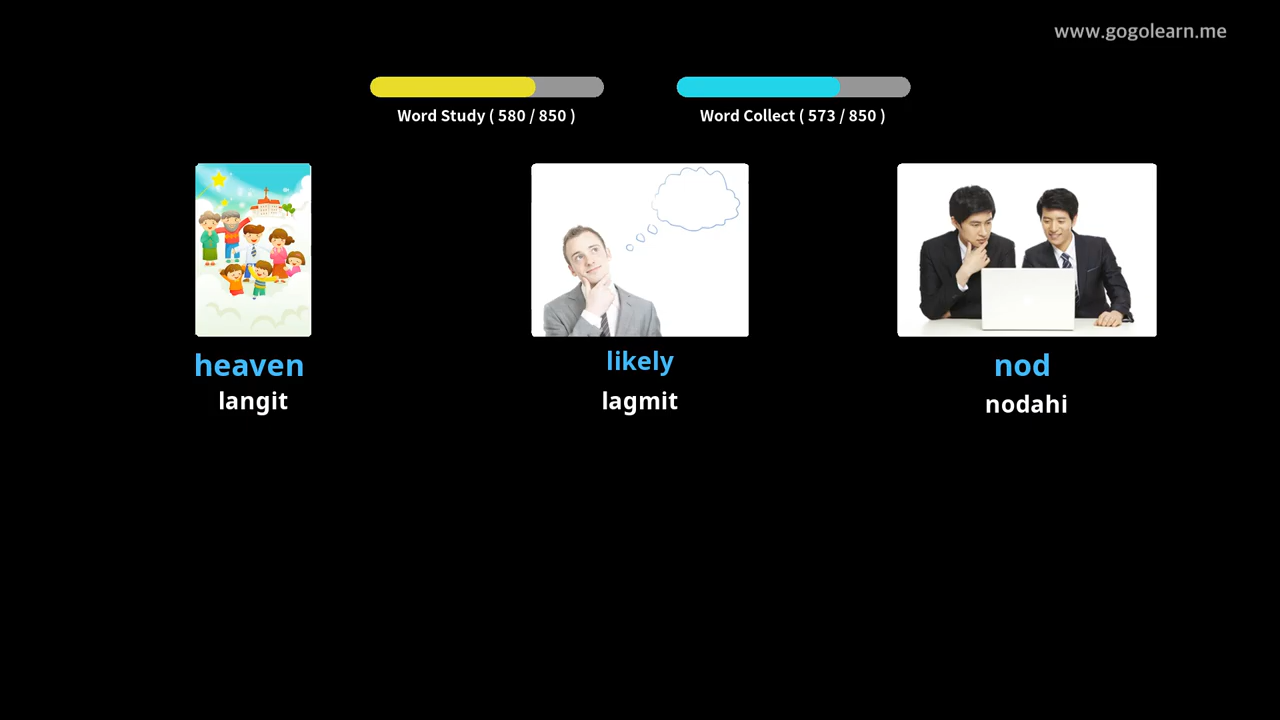 www.gogolearn.me
Word Study ( 580 / 850 )
Word Collect ( 573 / 850 )
heaven
langit
likely
lagmit
nod
nodahi